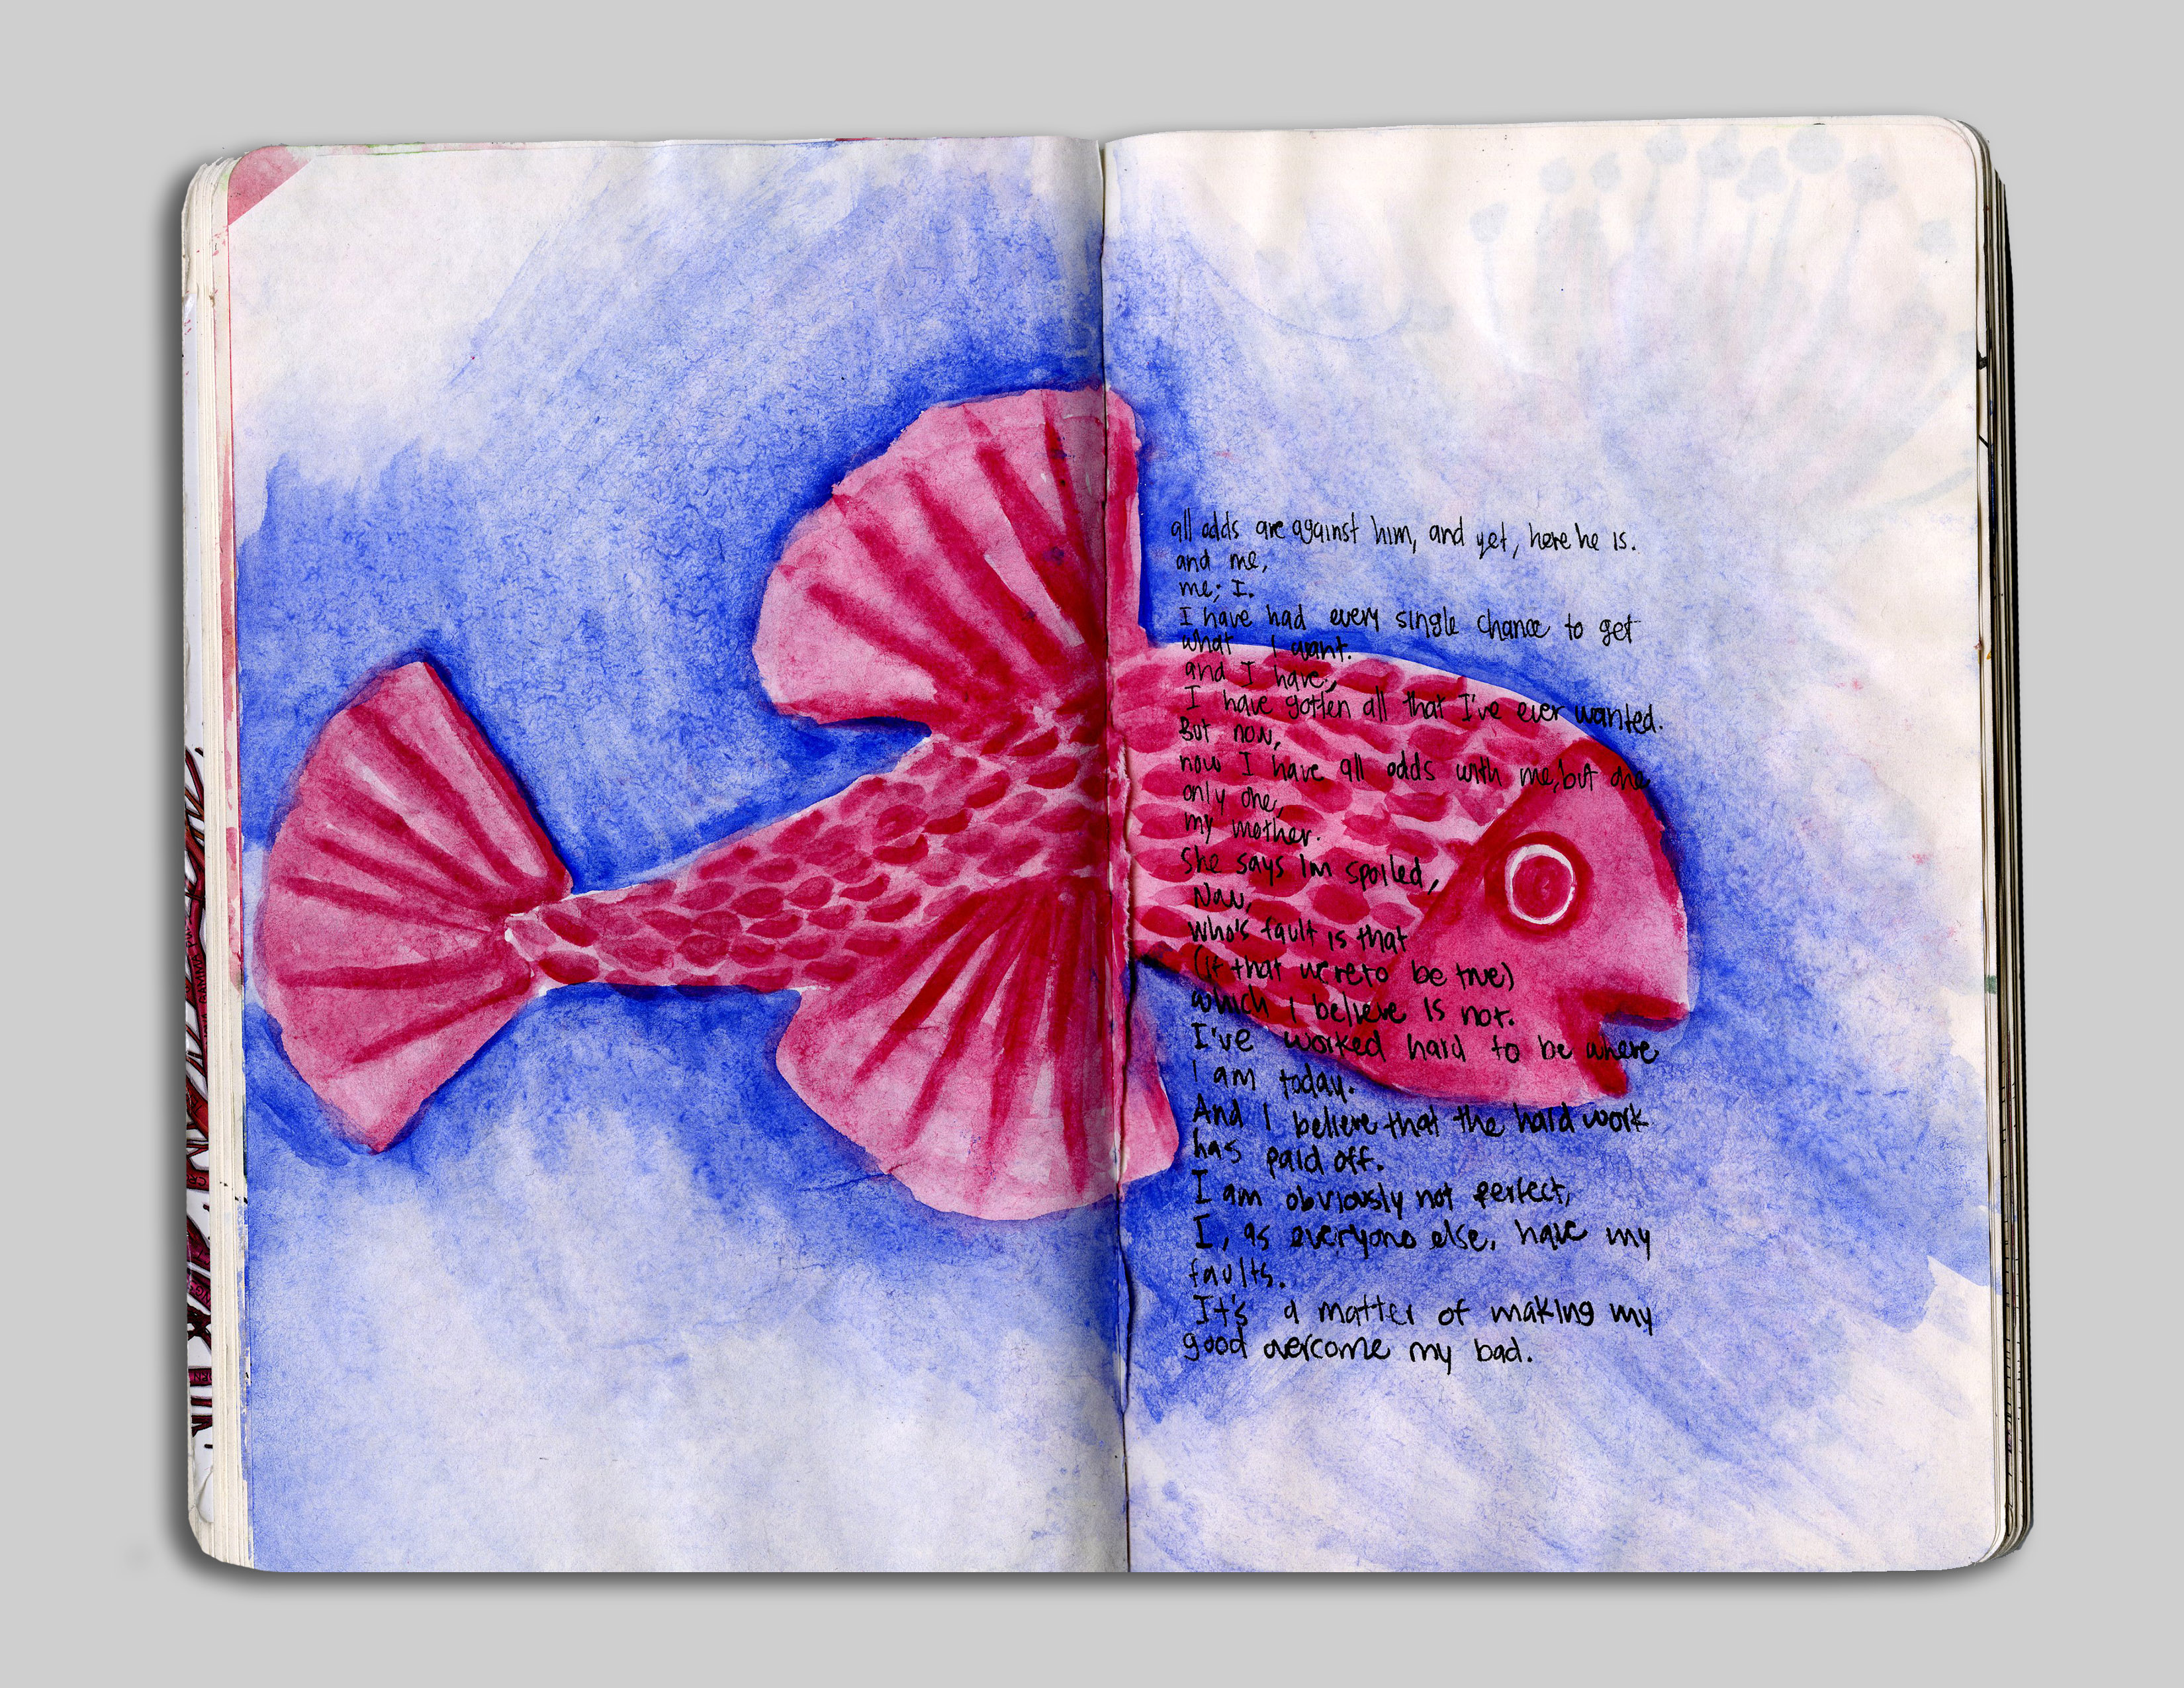 all odds are against him, and yet, here he is.
and me,
me; I.
I have had every single chance to get
what I want.
and I have,
I have gotten all that I've ever wanted.
But now,
now I have all odds with me, but one
only one,
my mother.
she says Im spoiled,
Now,
who's fault is that
(if that were to be true)
which I believe is not.
I've worked hard to be where
I am today.
And I believe that the hard work
has paid off.
I am obviously not perfect,
I, as everyone else, have my
faults.
It's a matter of making my
good overcome my bad.